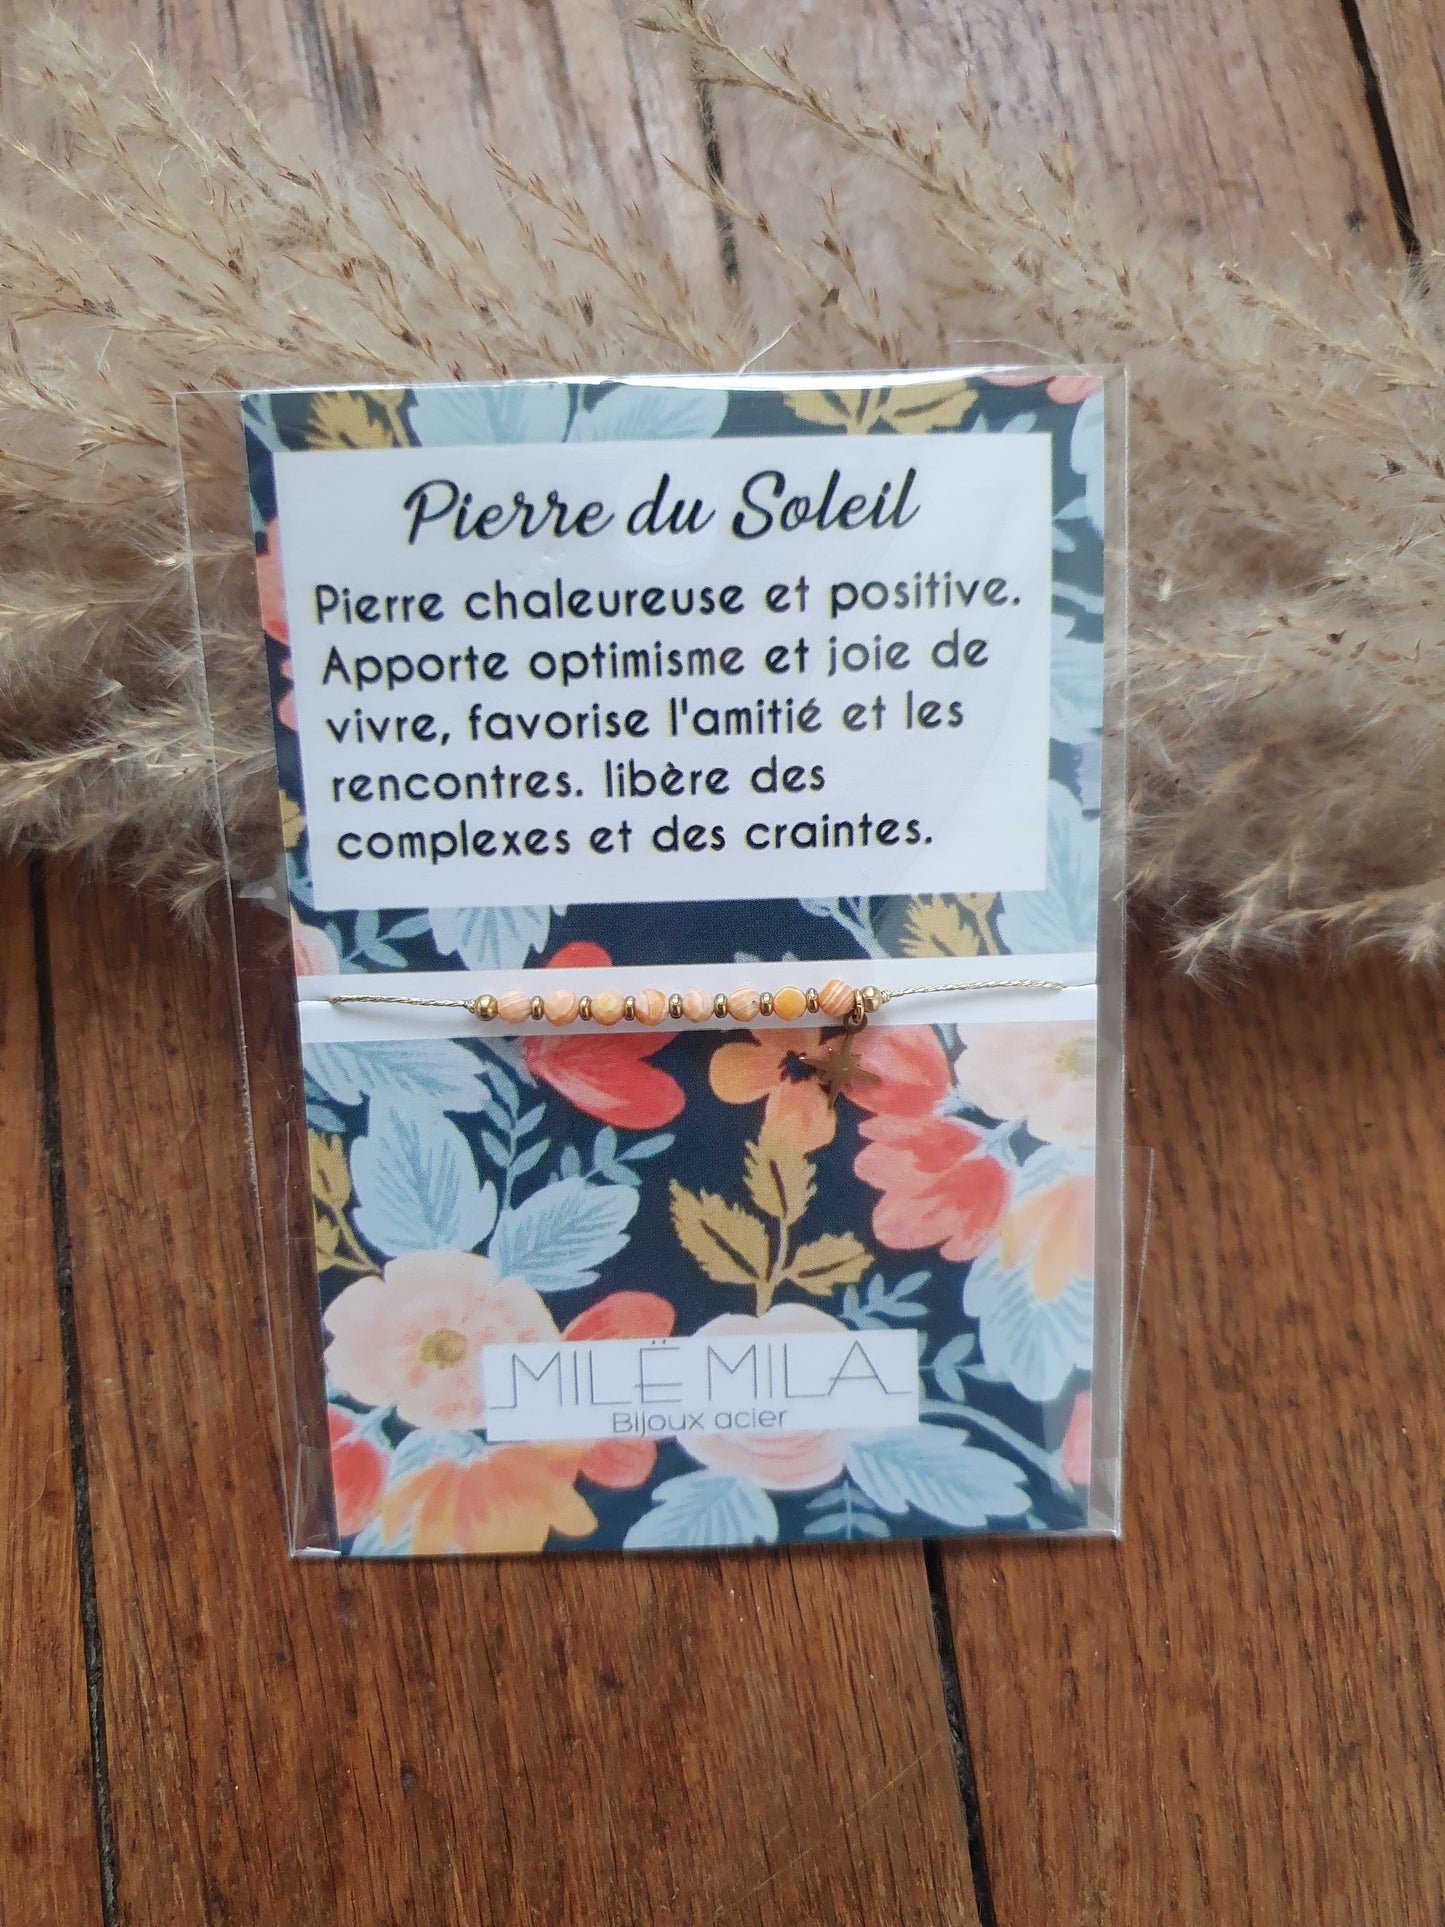 Pierre du Soleil
Pierre chaleureuse et positive.
Apporte optimisme et joie de
vivre, favorise l'amitié et les
rencontres. libère des
complexes et des craintes.
MILË MILA
Bijoux acier